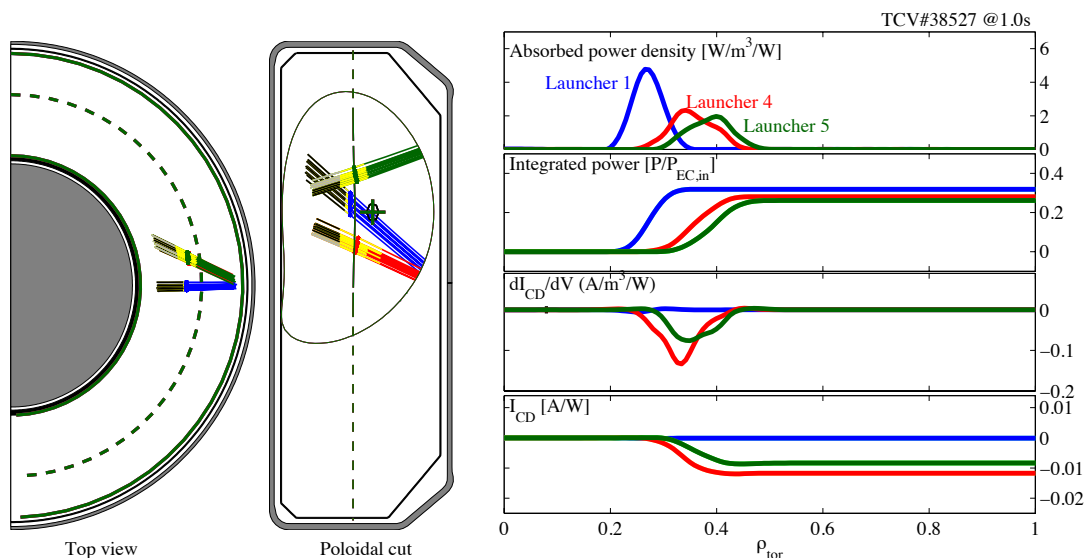 TCV#38527 @1.0s
Absorbed power density [W/m³/W]
Launcher 1
Launcher 4
Launcher 5
6
4
2
0
Integrated power [P/P_EC,in]
0.4
0.2
0
dI_CD/dV (A/m³/W)
0
−0.1
−0.2
I_CD [A/W]
0.01
0
−0.01
−0.02
0 0.2 0.4 0.6 0.8 1
ρ_tor
Top view Poloidal cut